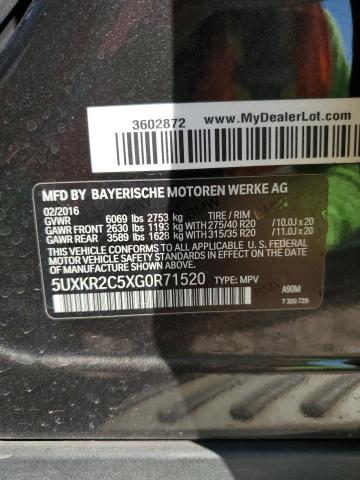 3602872 www.MyDealerLot.com
MFD BY BAYERISCHE MOTOREN WERKE AG
02/2016
GVWR 6069 lbs 2753 kg TIRE / RIM
GAWR FRONT 2630 lbs 1193 kg 275/40 R20 /10.0J x 20
GAWR REAR 3589 lbs 1628 kg 315/35 R20 /11.0J x 20
THIS VEHICLE CONFORMS TO ALL APPLICABLE U.S. FEDERAL
MOTOR VEHICLE SAFETY STANDARDS IN EFFECT ON THE
DATE OF MANUFACTURE SHOWN ABOVE.
5UXKR2C5XG0R71520 TYPE: MPV
A90M
7 320 729